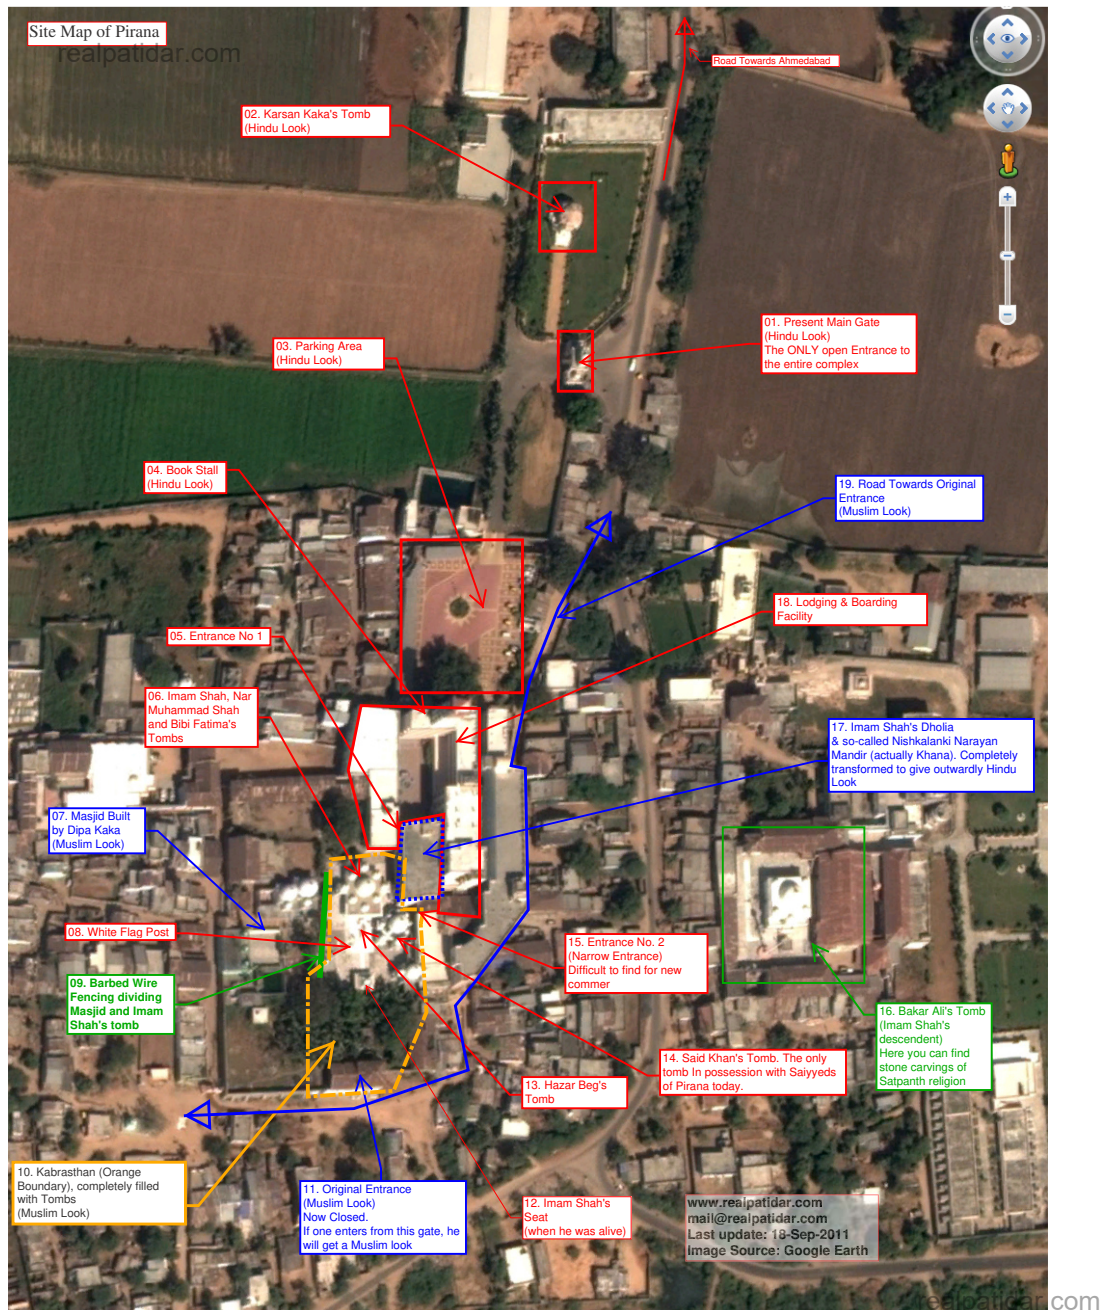 Site Map of Pirana
realpatidar.com
Road Towards Ahmedabad
02. Karsan Kaka's Tomb
(Hindu Look)
01. Present Main Gate
(Hindu Look)
The ONLY open Entrance to
the entire complex
03. Parking Area
(Hindu Look)
04. Book Stall
(Hindu Look)
19. Road Towards Original
Entrance
(Muslim Look)
18. Lodging & Boarding
Facility
05. Entrance No 1
06. Imam Shah, Nar
Muhammad Shah
and Bibi Fatima's
Tombs
17. Imam Shah's Dholia
& so-called Nishkalanki Narayan
Mandir (actually Khana). Completely
transformed to give outwardly Hindu
Look
07. Masjid Built
by Dipa Kaka
(Muslim Look)
08. White Flag Post
15. Entrance No. 2
(Narrow Entrance)
Difficult to find for new
commer
09. Barbed Wire
Fencing dividing
Masjid and Imam
Shah's tomb
16. Bakar Ali's Tomb
(Imam Shah's
descendent)
Here you can find
stone carvings of
Satpanth religion
14. Said Khan's Tomb. The only
tomb In possession with Saiyyeds
of Pirana today.
13. Hazar Beg's
Tomb
10. Kabrasthan (Orange
Boundary), completely filled
with Tombs
(Muslim Look)
11. Original Entrance
(Muslim Look)
Now Closed.
If one enters from this gate, he
will get a Muslim look
12. Imam Shah's
Seat
(when he was alive)
www.realpatidar.com
mail@realpatidar.com
Last update: 18-Sep-2011
Image Source: Google Earth
realpatidar.com